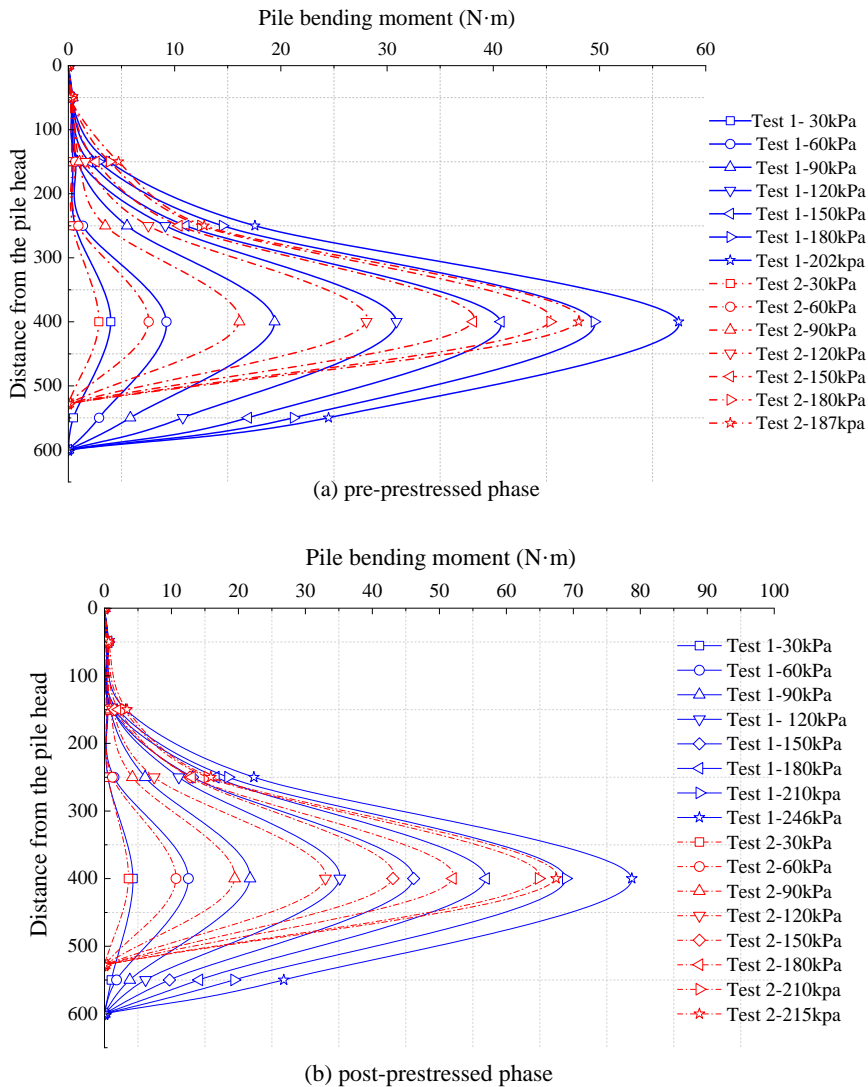 Pile bending moment (N·m)
0 10 20 30 40 50 60
0
100
200
300
400
500
600
Distance from the pile head
Test 1- 30kPa
Test 1-60kPa
Test 1-90kPa
Test 1-120kPa
Test 1-150kPa
Test 1-180kPa
Test 1-202kpa
Test 2-30kPa
Test 2-60kPa
Test 2-90kPa
Test 2-120kPa
Test 2-150kPa
Test 2-180kPa
Test 2-187kpa
(a) pre-prestressed phase
Pile bending moment (N·m)
0 10 20 30 40 50 60 70 80 90 100
0
100
200
300
400
500
600
Distance from the pile head
Test 1-30kPa
Test 1-60kPa
Test 1-90kPa
Test 1- 120kPa
Test 1-150kPa
Test 1-180kPa
Test 1-210kpa
Test 1-246kPa
Test 2-30kPa
Test 2-60kPa
Test 2-90kPa
Test 2-120kPa
Test 2-150kPa
Test 2-180kPa
Test 2-210kpa
Test 2-215kpa
(b) post-prestressed phase